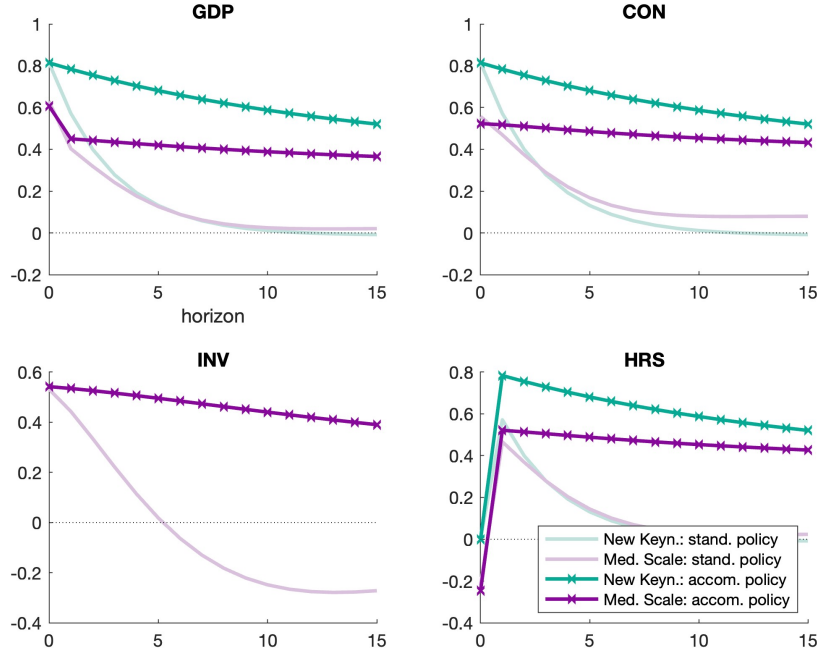 GDP
1
0.8
0.6
0.4
0.2
0
-0.2
0 5 10 15
horizon
CON
1
0.8
0.6
0.4
0.2
0
-0.2
0 5 10 15
INV
0.6
0.4
0.2
0
-0.2
-0.4
0 5 10 15
HRS
0.8
0.6
0.4
0.2
0
-0.2
-0.4
0 5 10 15
New Keyn.: stand. policy
Med. Scale: stand. policy
New Keyn.: accom. policy
Med. Scale: accom. policy